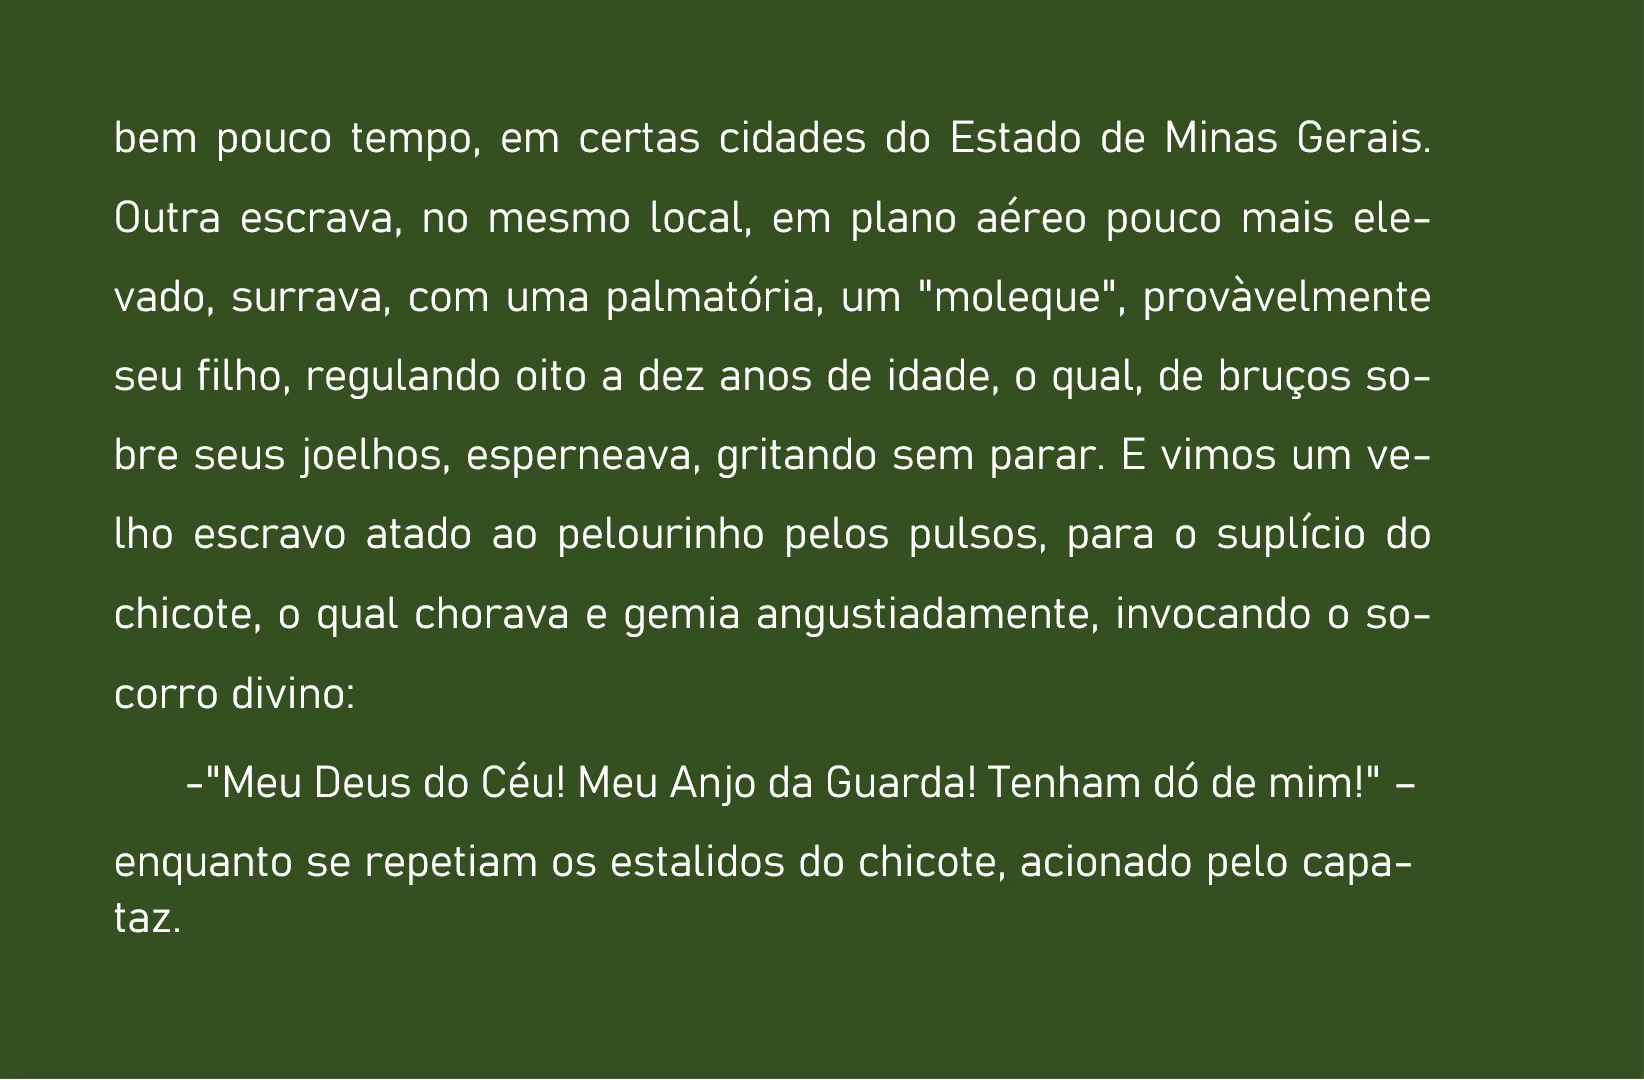 bem pouco tempo, em certas cidades do Estado de Minas Gerais.
Outra escrava, no mesmo local, em plano aéreo pouco mais ele-
vado, surrava, com uma palmatória, um "moleque", provàvelmente
seu filho, regulando oito a dez anos de idade, o qual, de bruços so-
bre seus joelhos, esperneava, gritando sem parar. E vimos um ve-
lho escravo atado ao pelourinho pelos pulsos, para o suplício do
chicote, o qual chorava e gemia angustiadamente, invocando o so-
corro divino:
-"Meu Deus do Céu! Meu Anjo da Guarda! Tenham dó de mim!" –
enquanto se repetiam os estalidos do chicote, acionado pelo capa-
taz.